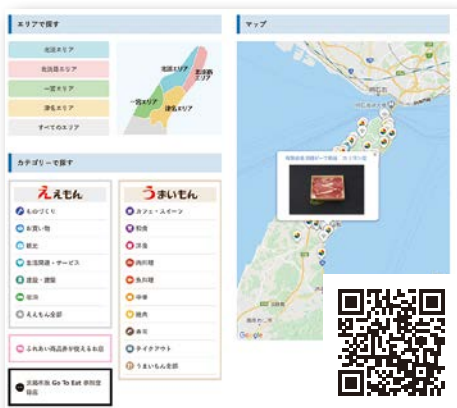 エリアで探す
北淡エリア
北淡路エリア
一宮エリア
津名エリア
すべてのエリア
北淡エリア
北淡路エリア
一宮エリア
津名エリア
カテゴリーで探す
ええもん
ものづくり
お買い物
観光
生活関連・サービス
建設・建築
宿泊
ええもん全部
ふれあい商品券が使えるお店
淡路市版 Go To Eat 参加登
録店
うまいもん
カフェ・スイーツ
和食
洋食
肉料理
魚料理
中華
焼肉
寿司
テイクアウト
うまいもん全部
マップ
Google